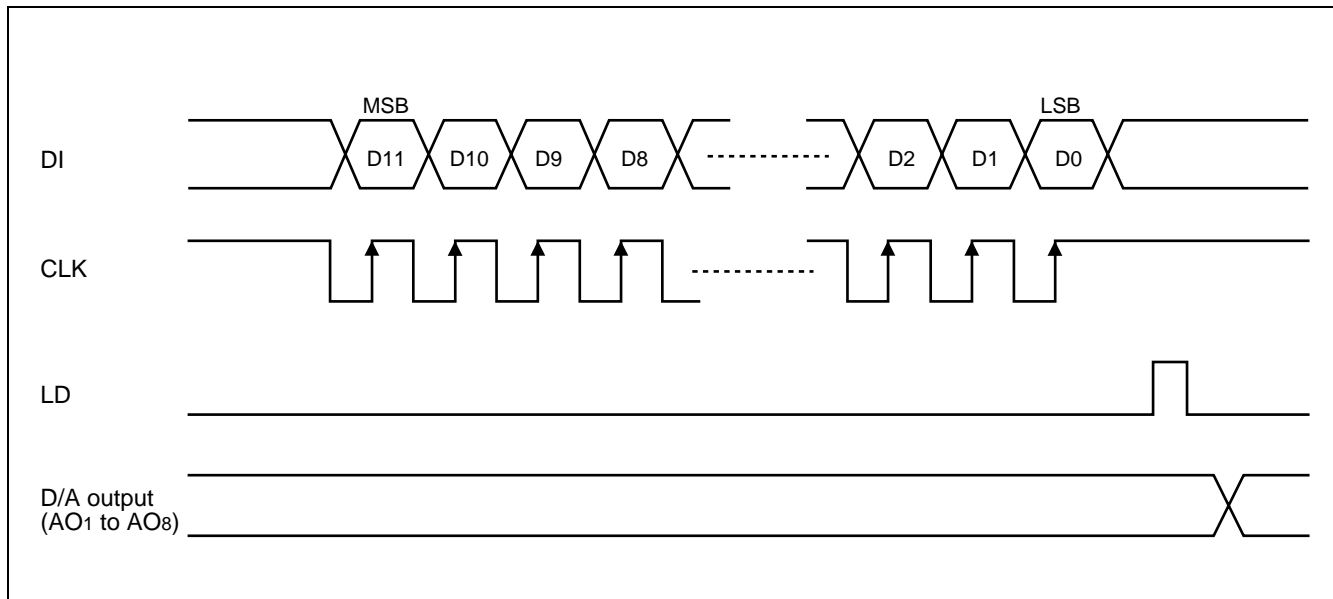 MSB
LSB
DI
D11
D10
D9
D8
D2
D1
D0
CLK
LD
D/A output
(AO1 to AO8)